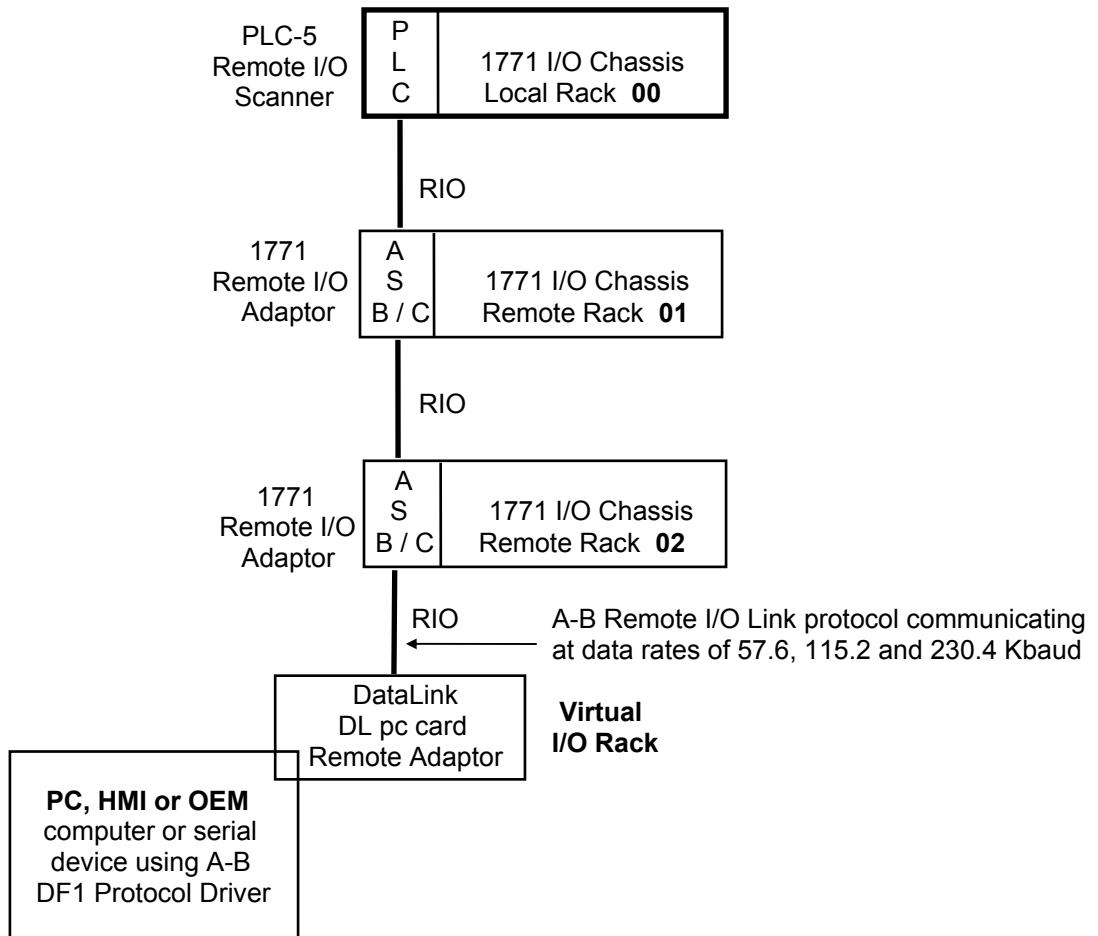 PLC-5
Remote I/O
Scanner
P
L
C
1771 I/O Chassis
Local Rack 00
RIO
1771
Remote I/O
Adaptor
A
S
B / C
1771 I/O Chassis
Remote Rack 01
RIO
1771
Remote I/O
Adaptor
A
S
B / C
1771 I/O Chassis
Remote Rack 02
RIO
A-B Remote I/O Link protocol communicating
at data rates of 57.6, 115.2 and 230.4 Kbaud
DataLink
DL pc card
Remote Adaptor
Virtual
I/O Rack
PC, HMI or OEM
computer or serial
device using A-B
DF1 Protocol Driver